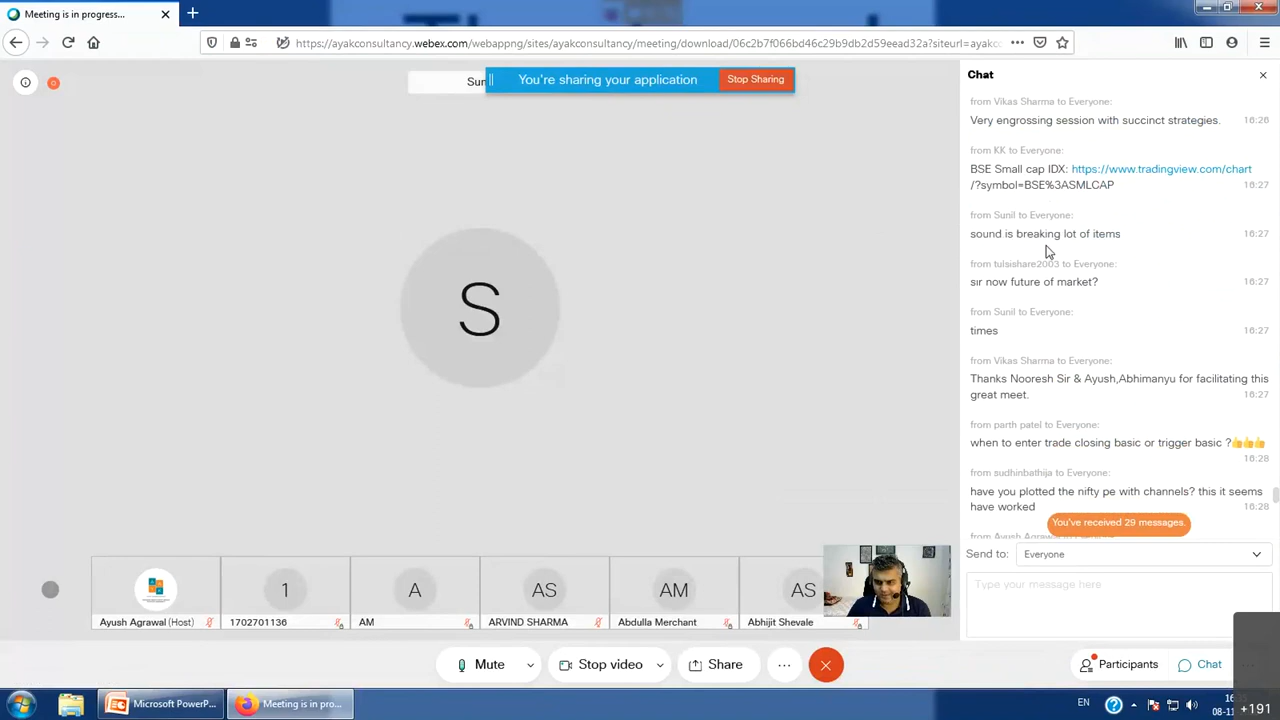 Meeting is in progress...
https://ayakconsultancy.webex.com/webappng/sites/ayakconsultancy/meeting/download/06c2b7f066bd46c29b9db2d59eead32a?siteurl=ayakc
You're sharing your application
Stop Sharing
Chat
from Vikas Sharma to Everyone:
Very engrossing session with succinct strategies.
16:26
from KK to Everyone:
BSE Small cap IDX: https://www.tradingview.com/chart
/?symbol=BSE%3ASMLCAP
16:27
from Sunil to Everyone:
sound is breaking lot of items
16:27
from tulsishare2003 to Everyone:
sir now future of market?
16:27
from Sunil to Everyone:
times
16:27
from Vikas Sharma to Everyone:
Thanks Nooresh Sir & Ayush,Abhimanyu for facilitating this
great meet.
16:27
from parth patel to Everyone:
when to enter trade closing basic or trigger basic ?👍👍👍
16:28
from sudhinbathija to Everyone:
have you plotted the nifty pe with channels? this it seems
have worked
16:28
You've received 29 messages.
Send to:
Everyone
Type your message here.
S
1
A
AS
AM
AS
Ayush Agrawal (Host)
1702701136
AM
ARVIND SHARMA
Abdulla Merchant
Abhijit Shevale
Mute
Stop video
Share
Participants
Chat
Microsoft PowerP...
Meeting is in pro...
EN
+191